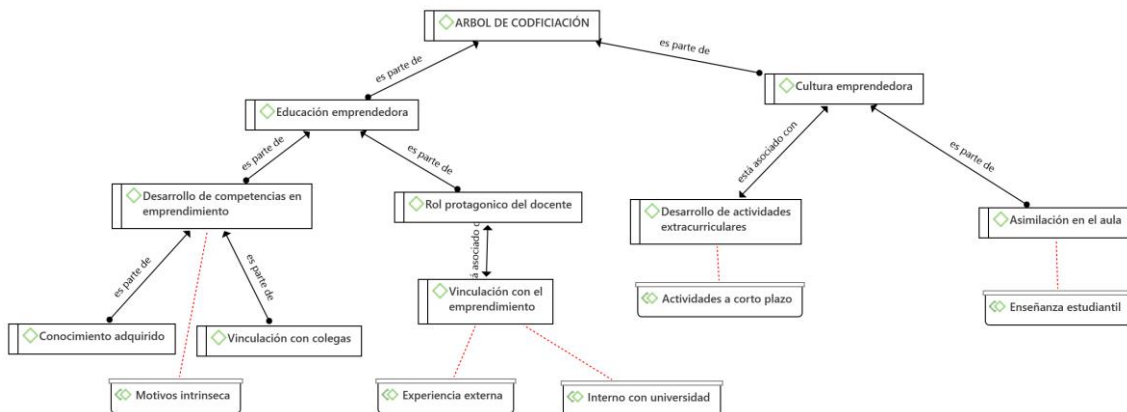 ARBOL DE CODFICIACIÓN
es parte de
es parte de
Cultura emprendedora
Educación emprendedora
es parte de
es parte de
está asociado con
es parte de
Desarrollo de competencias en
emprendimiento
Rol protagonico del docente
Desarrollo de actividades
extracurriculares
Asimilación en el aula
es parte de
es parte de
á asociado c
Vinculación con el
emprendimiento
Actividades a corto plazo
Enseñanza estudiantil
Conocimiento adquirido
Vinculación con colegas
Motivos intrinseca
Experiencia externa
Interno con universidad